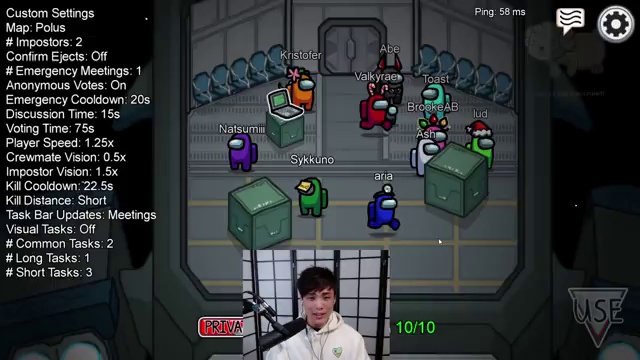 Custom Settings
Map: Polus
# Impostors: 2
Confirm Ejects: Off
# Emergency Meetings: 1
Anonymous Votes: On
Emergency Cooldown: 20s
Discussion Time: 15s
Voting Time: 75s
Player Speed: 1.25x
Crewmate Vision: 0.5x
Impostor Vision: 1.5x
Kill Cooldown: 22.5s
Kill Distance: Short
Task Bar Updates: Meetings
Visual Tasks: Off
# Common Tasks: 2
# Long Tasks: 1
# Short Tasks: 3
Ping: 58 ms
Kristofer
Abe
Valkyrae
Toast
BrookeAB
lud
Natsumiii
Ash
Sykkuno
aria
PRIVA
10/10
USE